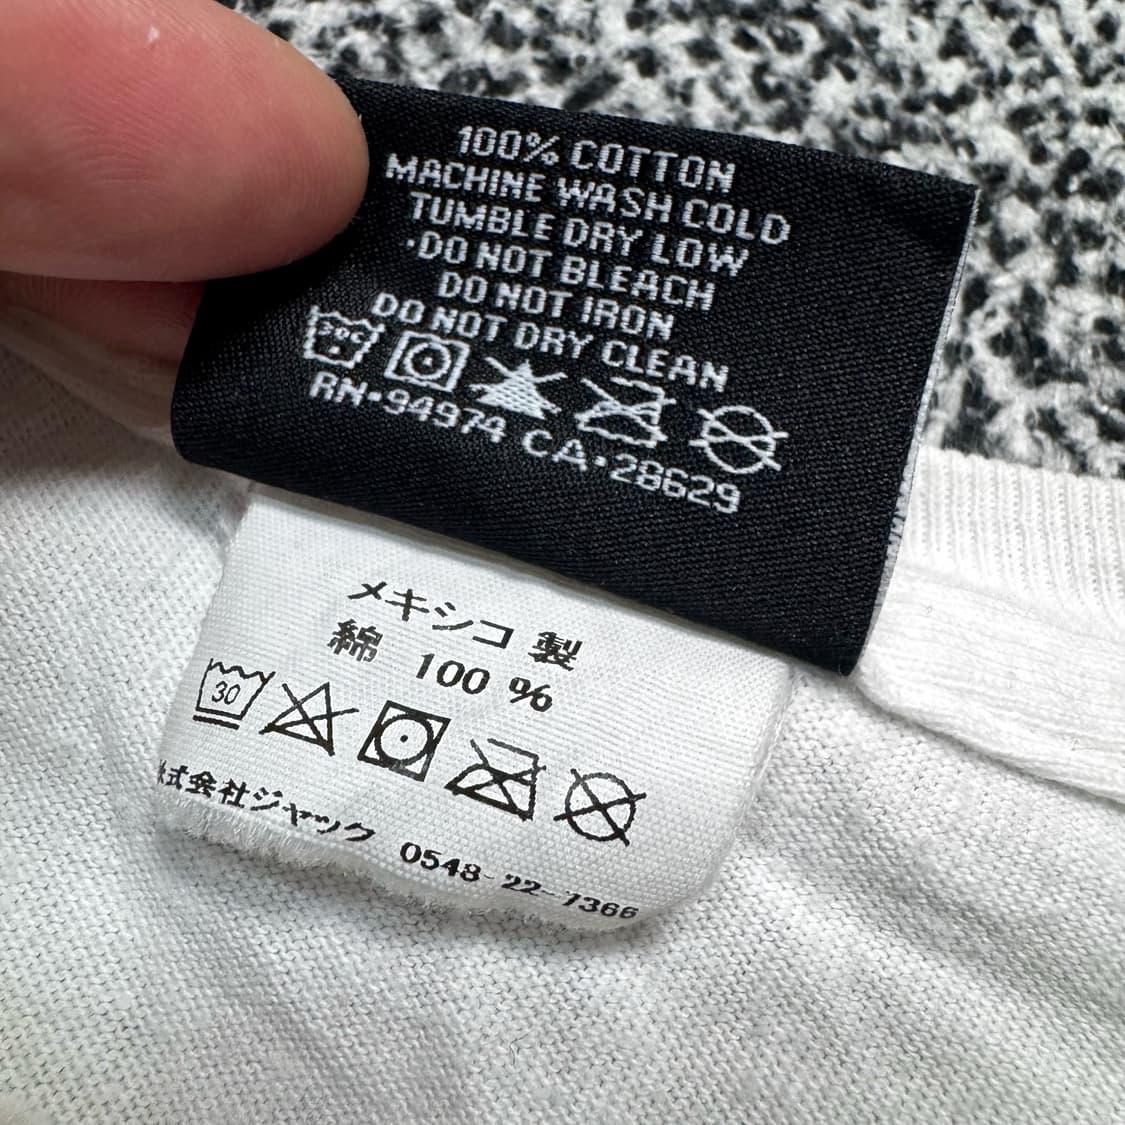 100% COTTON
MACHINE WASH COLD
TUMBLE DRY LOW
·DO NOT BLEACH
DO NOT IRON
DO NOT DRY CLEAN
30C
RN·94974 CA·28629
メキシコ 製
綿 100 %
30
株式会社ジャック 0548-22-7366